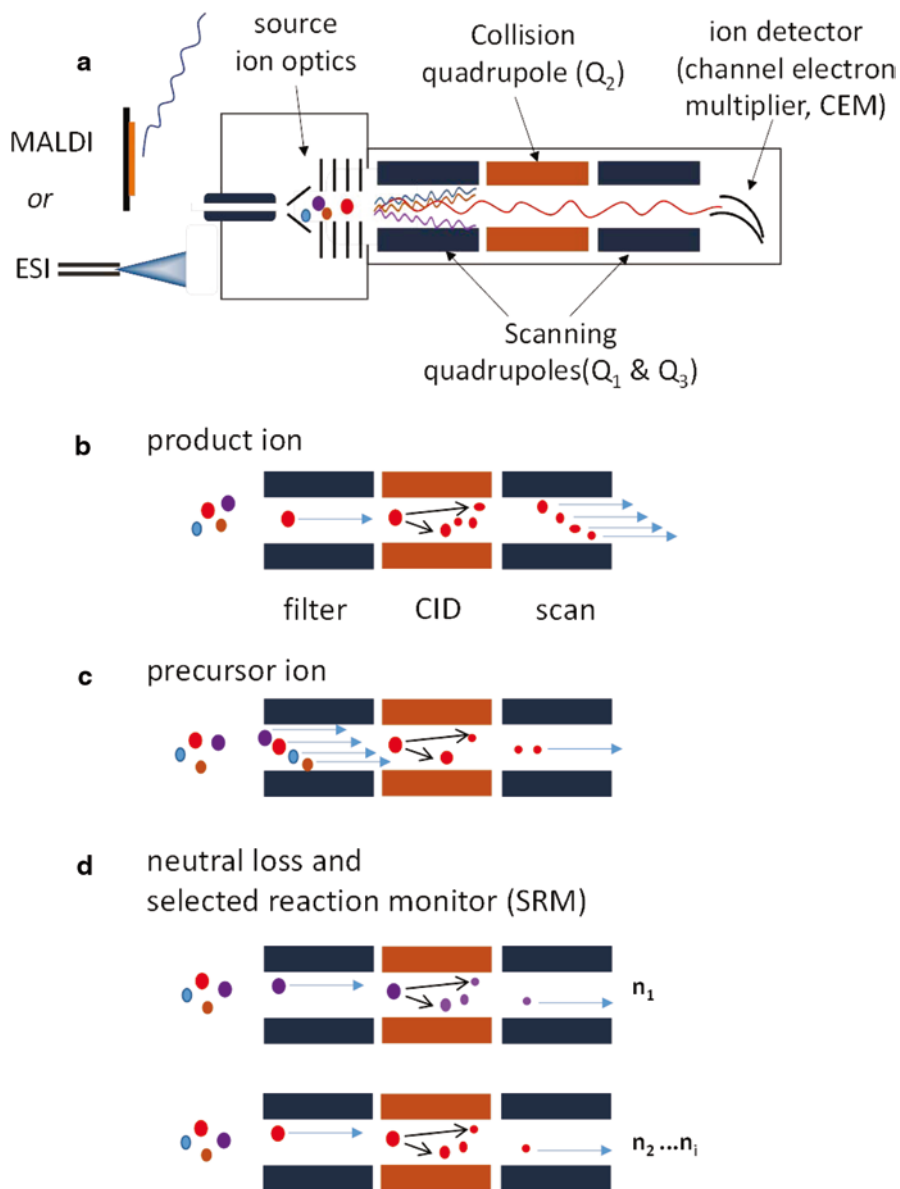 a
source
ion optics
Collision
quadrupole (Q₂)
ion detector
(channel electron
multiplier, CEM)
MALDI
or
ESI
Scanning
quadrupoles(Q₁ & Q₃)
b product ion
filter CID scan
c precursor ion
d neutral loss and
selected reaction monitor (SRM)
n₁
n₂ ...nᵢ